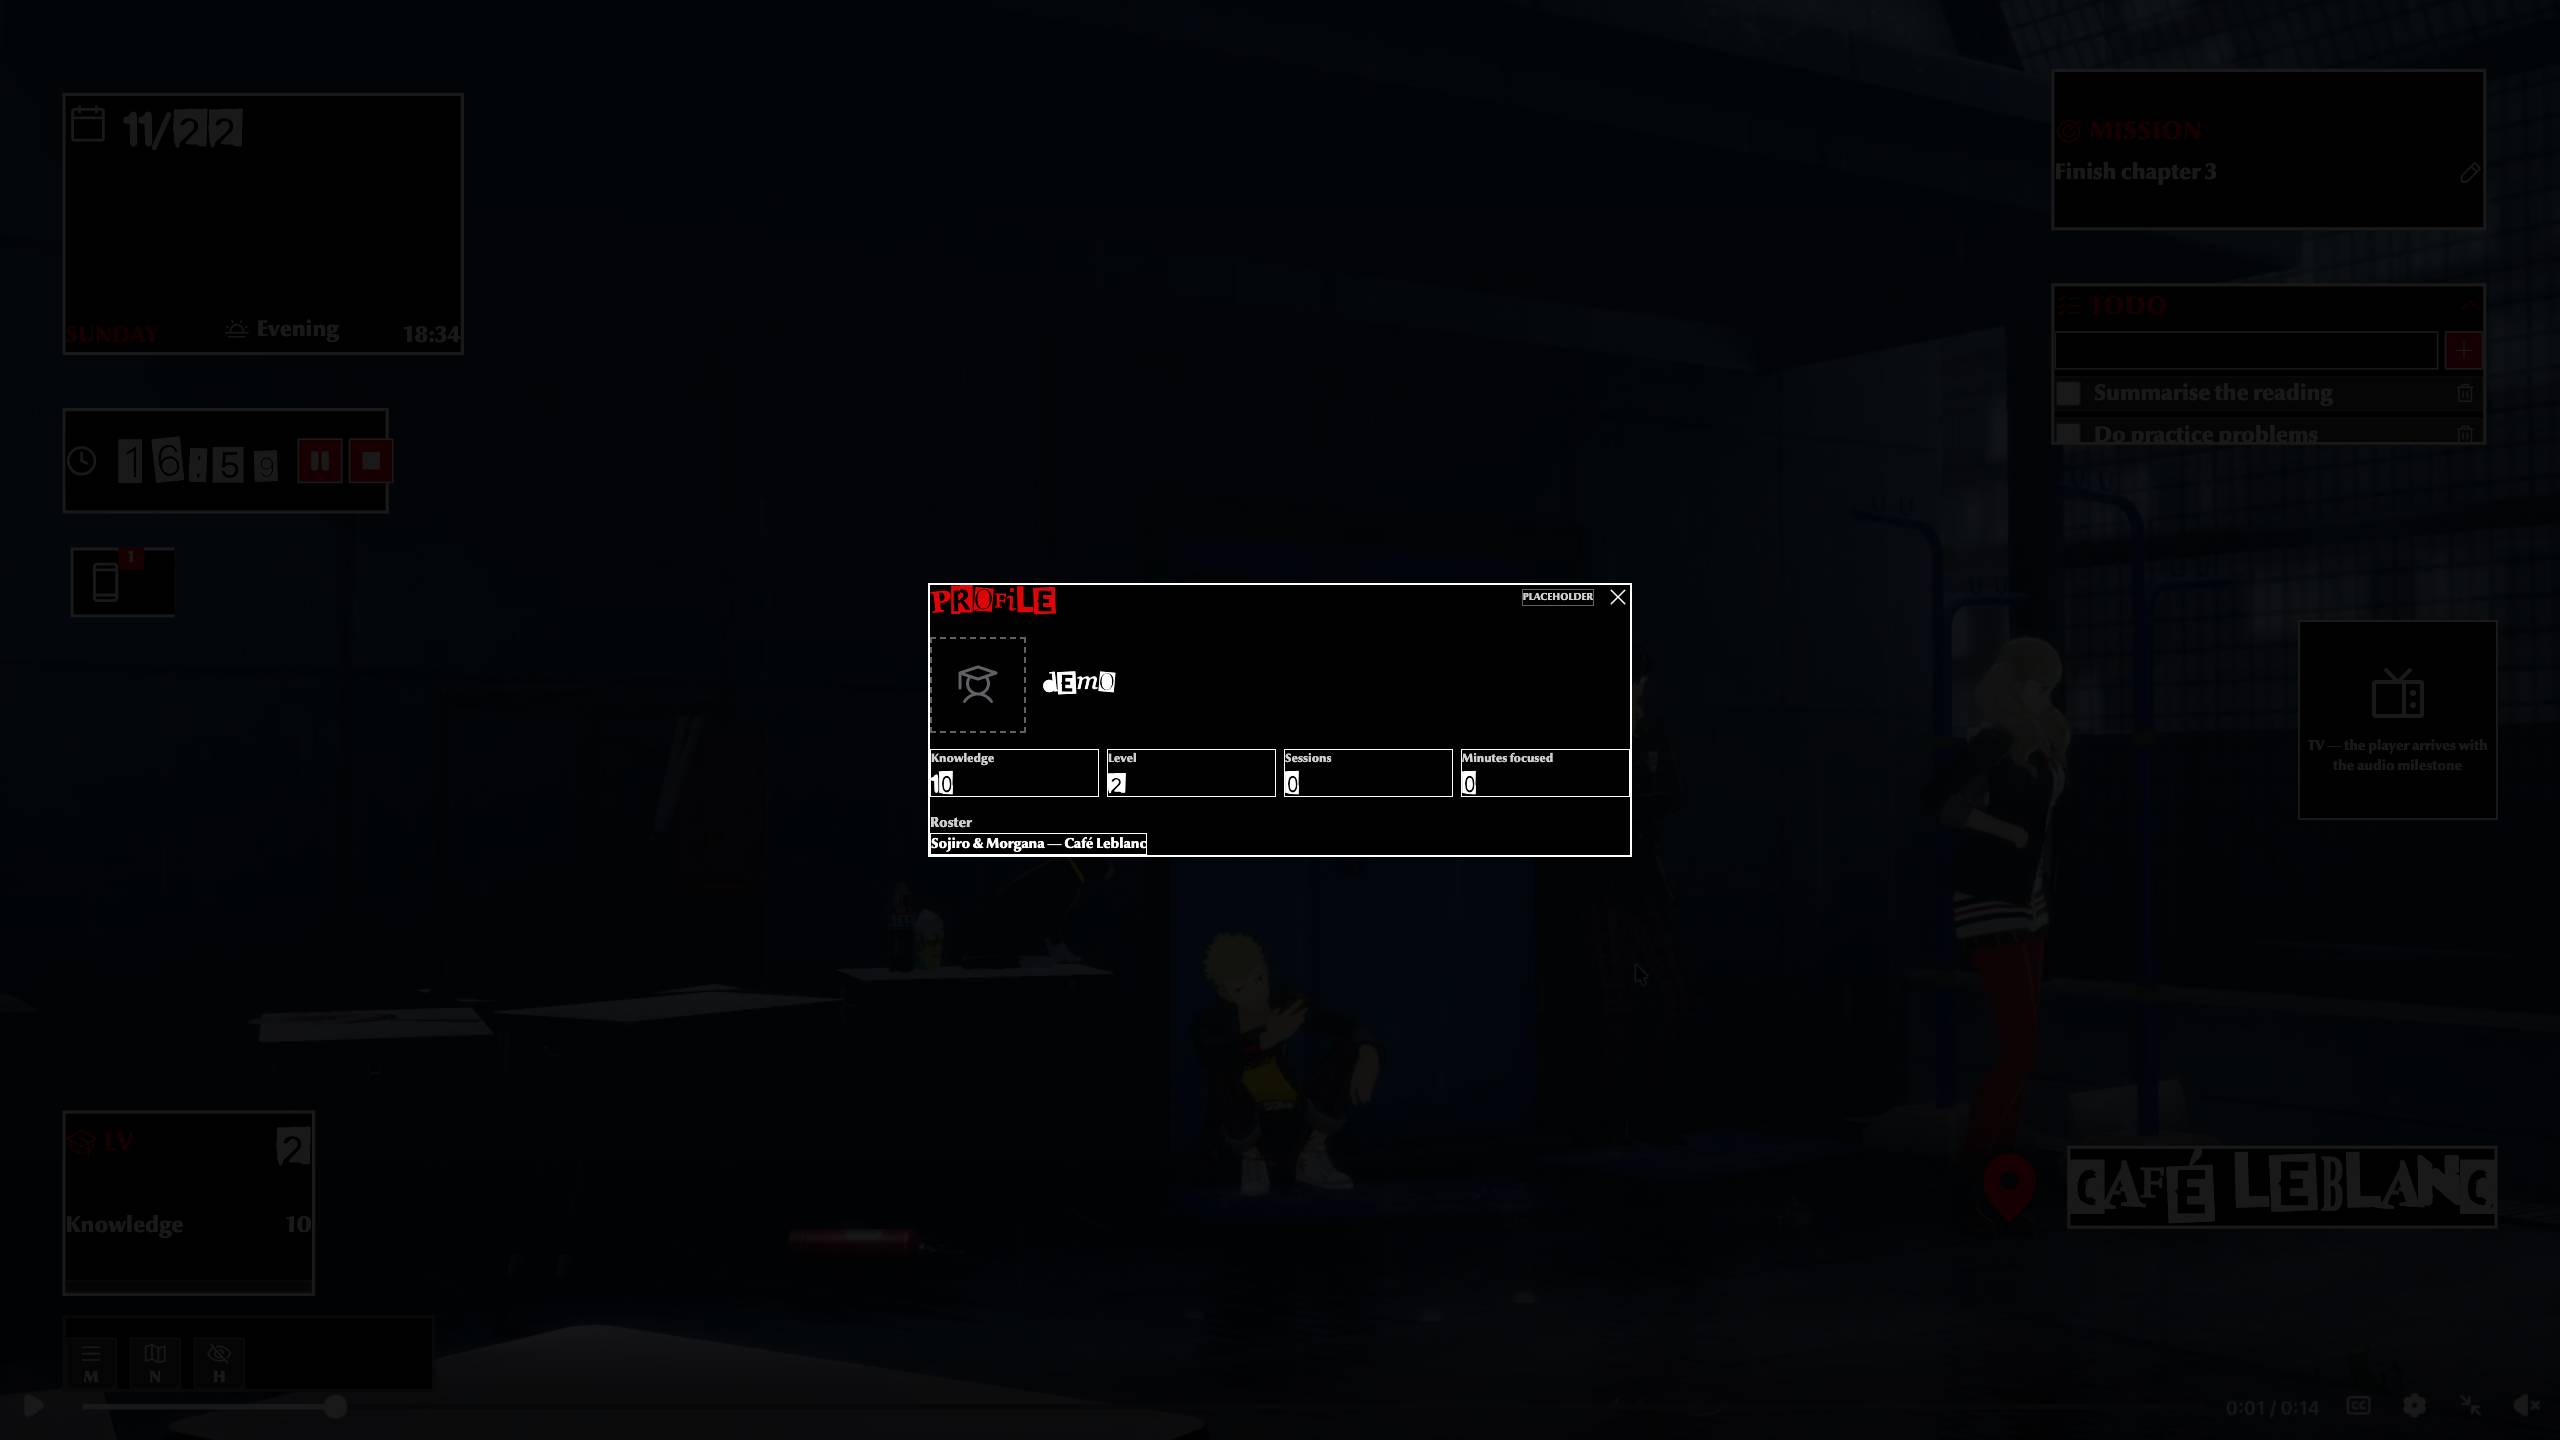 11/22
SUNDAY Evening 18:34
16:59
1
MISSION
Finish chapter 3
TODO
Summarise the reading
Do practice problems
PROFiLE PLACEHOLDER
dEmO
Knowledge Level Sessions Minutes focused
10 2 0 0
Roster
Sojiro & Morgana — Café Leblanc
TV — the player arrives with
the audio milestone
LV 2
Knowledge 10
CAFÉ LEBLANC
M N H
0:01 / 0:14 CC